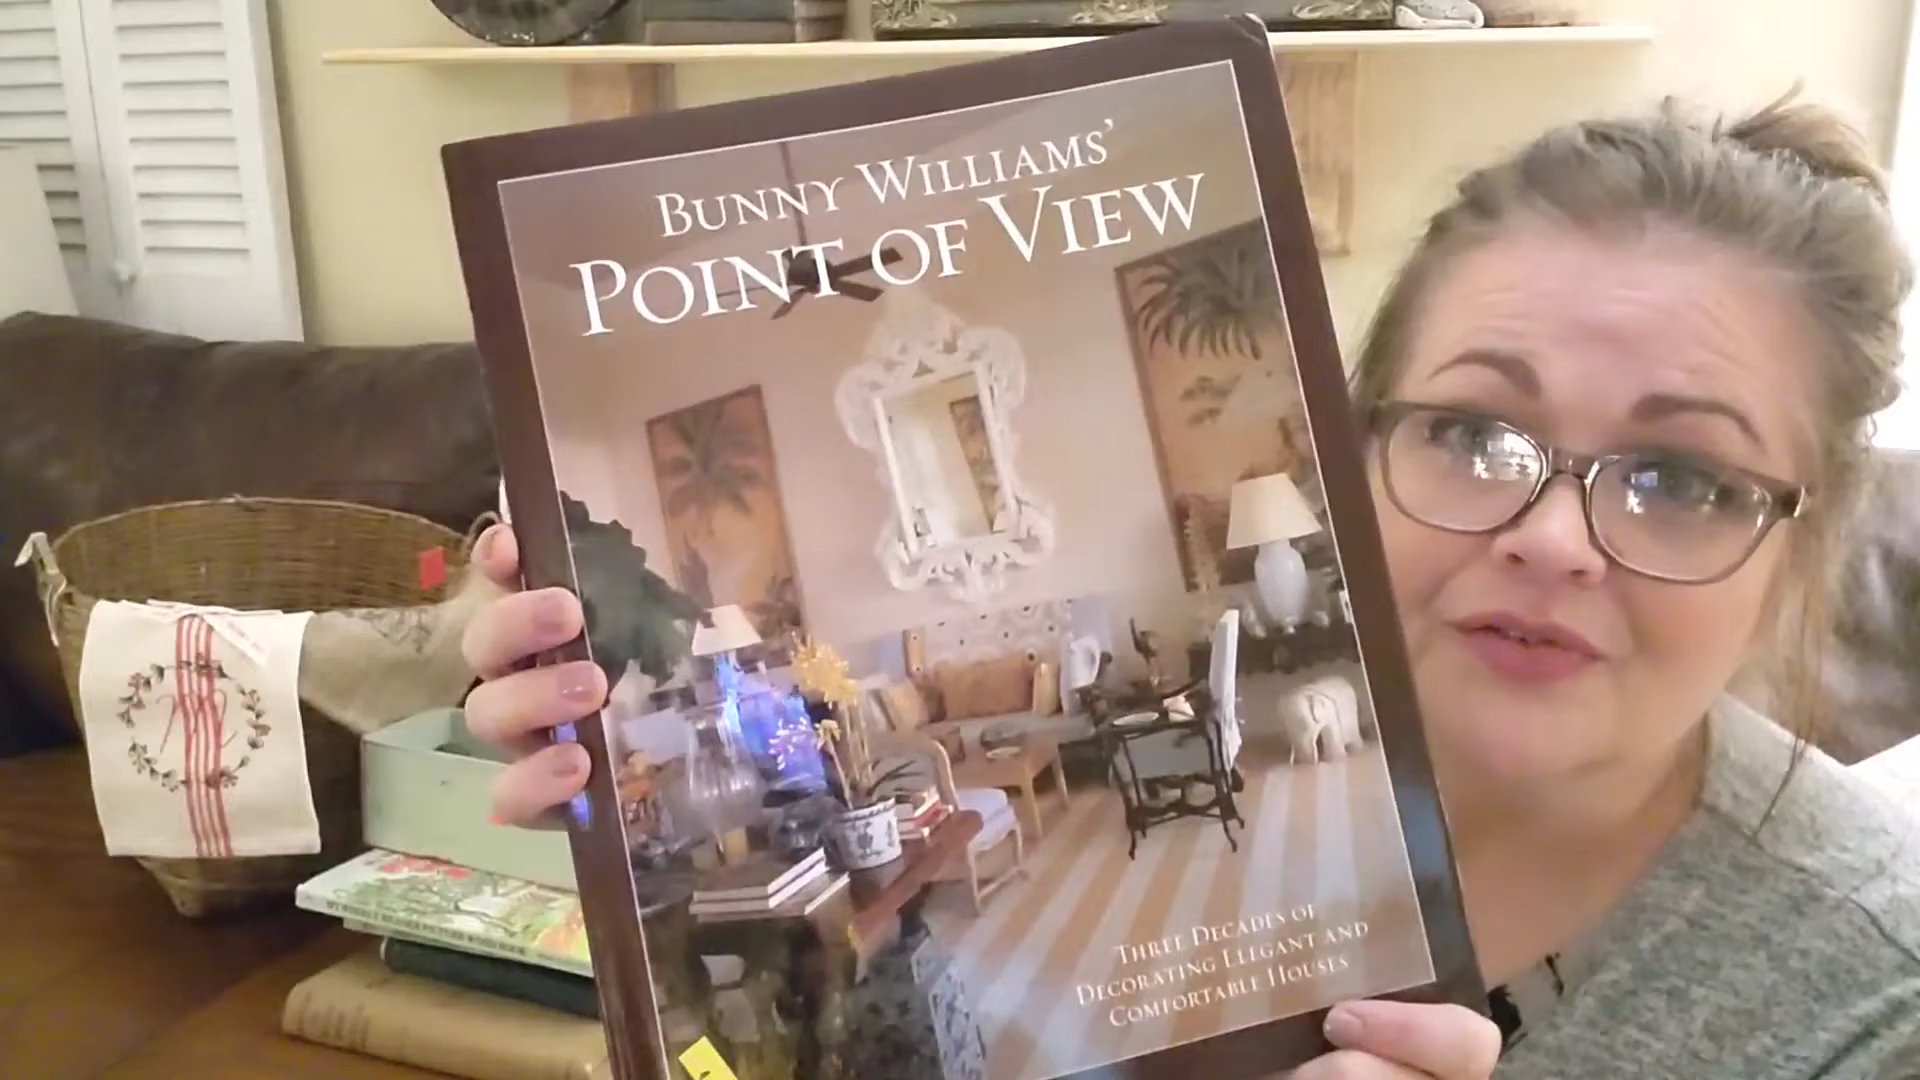 BUNNY WILLIAMS'
POINT OF VIEW
THREE DECADES OF
DECORATING ELEGANT AND
COMFORTABLE HOUSES